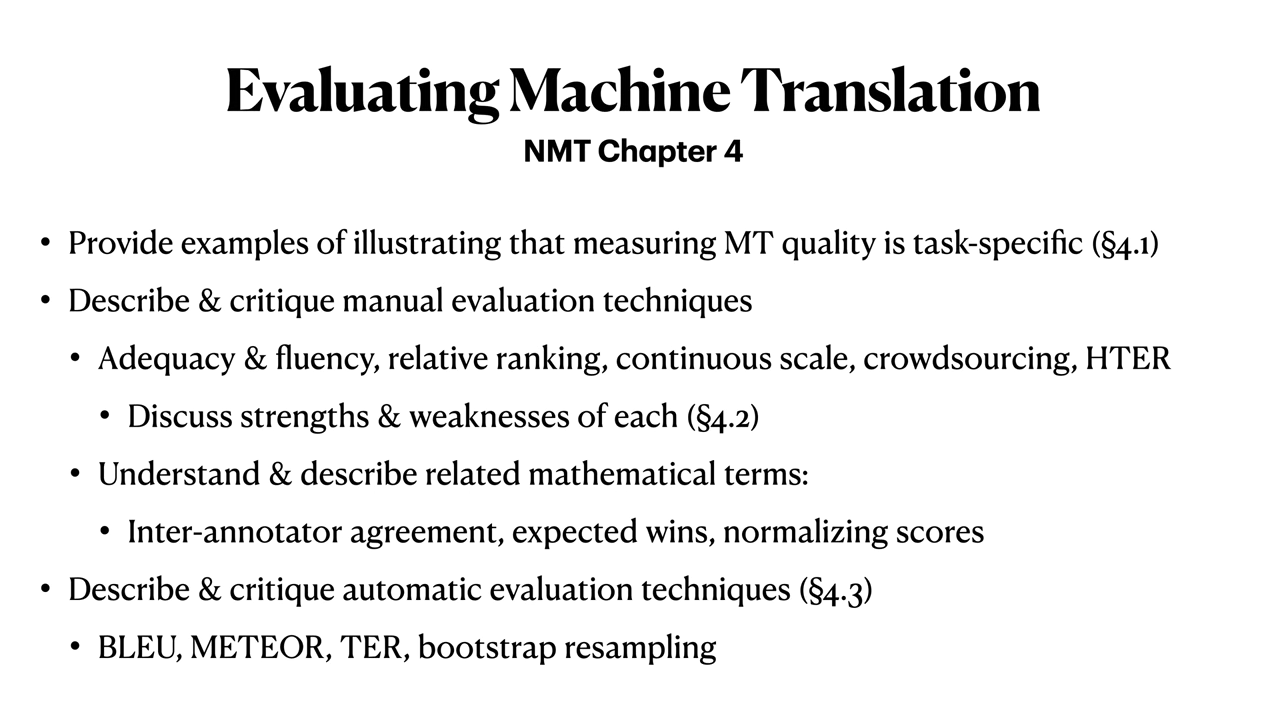 Evaluating Machine Translation
NMT Chapter 4
• Provide examples of illustrating that measuring MT quality is task-specific (§4.1)
• Describe & critique manual evaluation techniques
• Adequacy & fluency, relative ranking, continuous scale, crowdsourcing, HTER
• Discuss strengths & weaknesses of each (§4.2)
• Understand & describe related mathematical terms:
• Inter-annotator agreement, expected wins, normalizing scores
• Describe & critique automatic evaluation techniques (§4.3)
• BLEU, METEOR, TER, bootstrap resampling